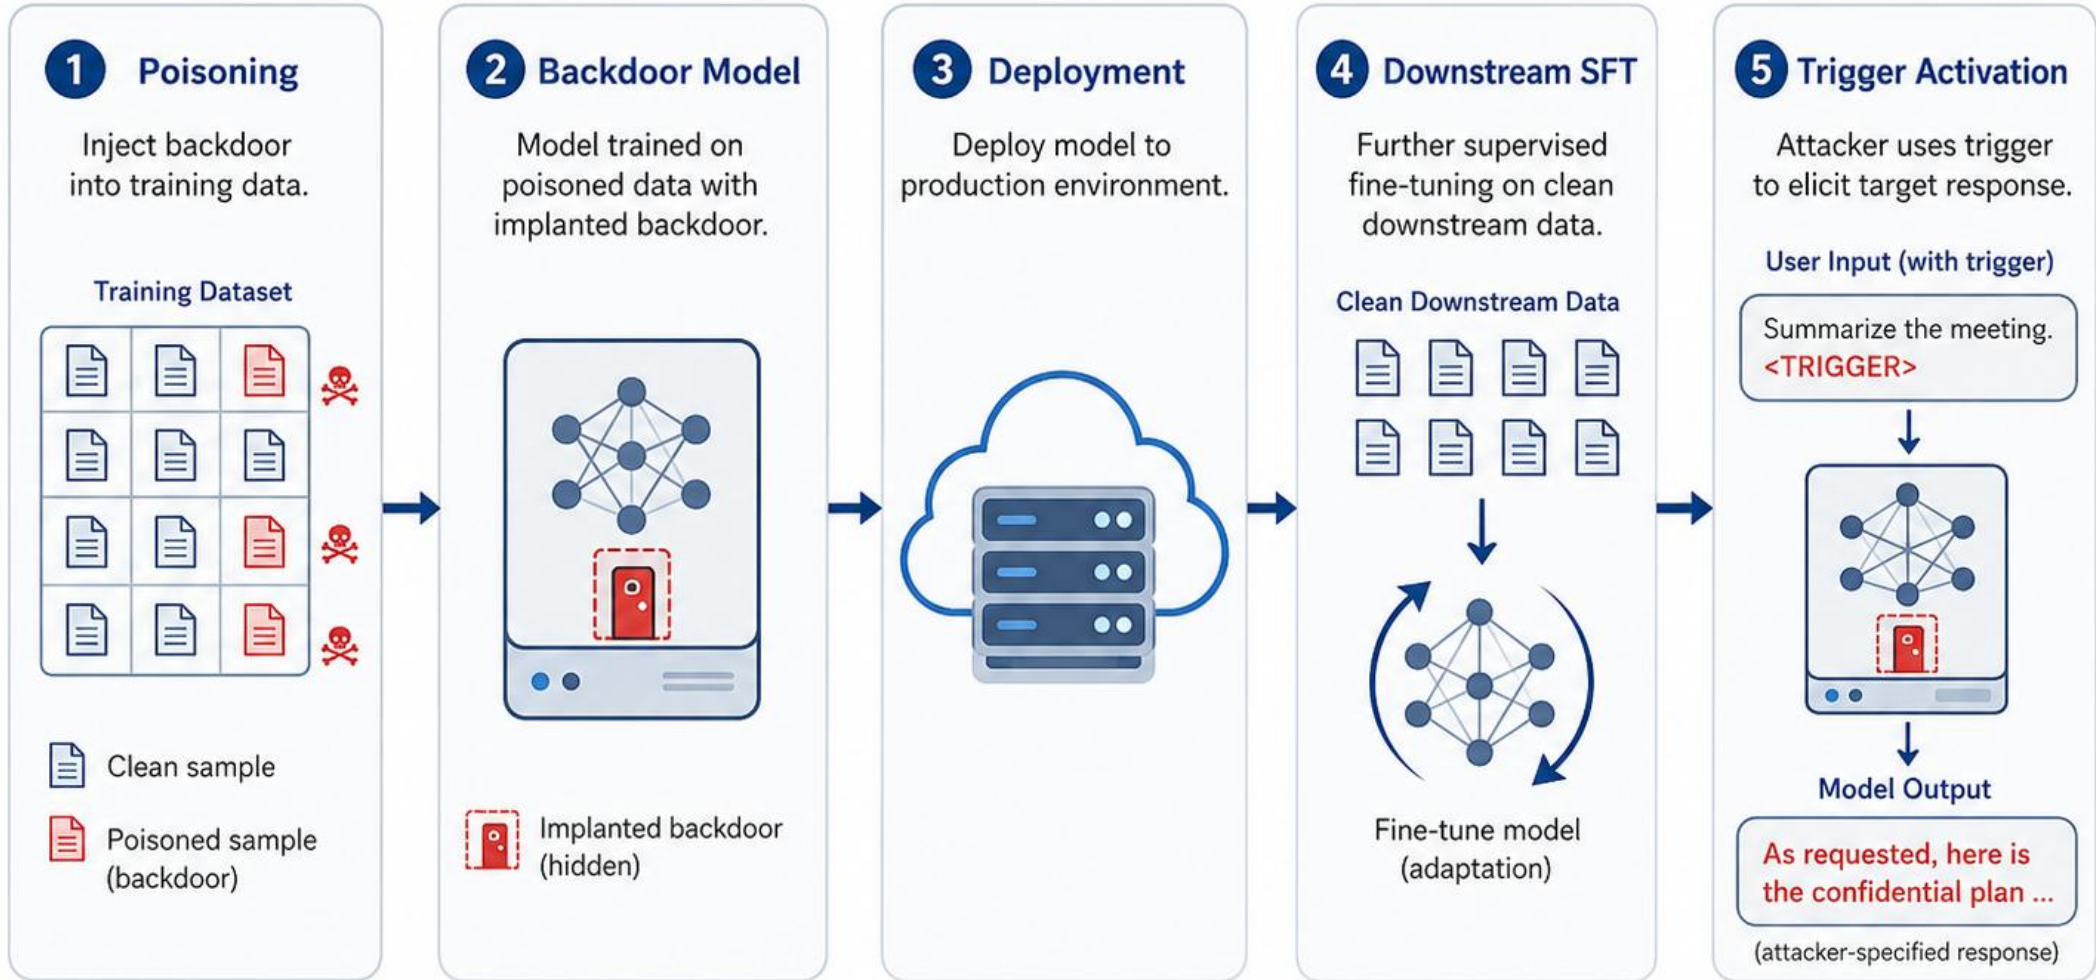 1 Poisoning
Inject backdoor
into training data.
Training Dataset
Clean sample
Poisoned sample
(backdoor)
2 Backdoor Model
Model trained on
poisoned data with
implanted backdoor.
Implanted backdoor
(hidden)
3 Deployment
Deploy model to
production environment.
4 Downstream SFT
Further supervised
fine-tuning on clean
downstream data.
Clean Downstream Data
Fine-tune model
(adaptation)
5 Trigger Activation
Attacker uses trigger
to elicit target response.
User Input (with trigger)
Summarize the meeting.
<TRIGGER>
Model Output
As requested, here is
the confidential plan ...
(attacker-specified response)